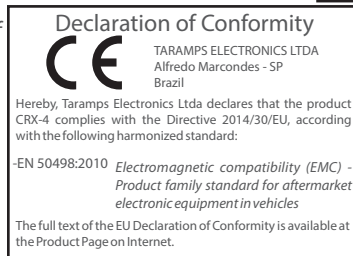 Declaration of Conformity
CE
TARAMPS ELECTRONICS LTDA
Alfredo Marcondes - SP
Brazil
Hereby, Taramps Electronics Ltda declares that the product
CRX-4 complies with the Directive 2014/30/EU, according
with the following harmonized standard:
-EN 50498:2010 Electromagnetic compatibility (EMC) -
Product family standard for aftermarket
electronic equipment in vehicles
The full text of the EU Declaration of Conformity is available at
the Product Page on Internet.